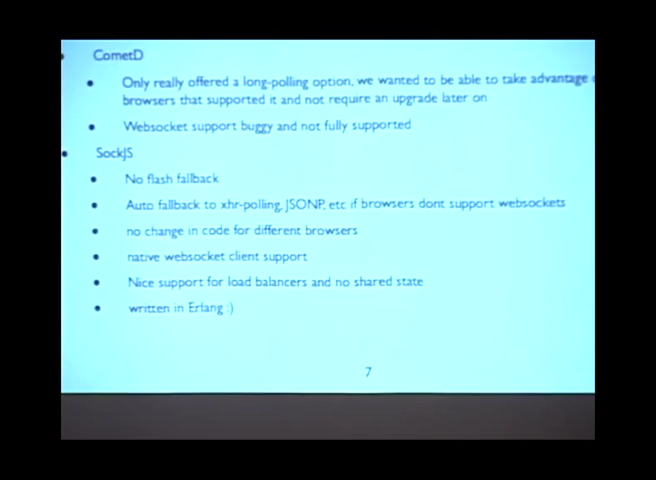 CometD
Only really offered a long-polling option, we wanted to be able to take advantage
browsers that supported it and not require an upgrade later on
Websocket support buggy and not fully supported
SockJS
No flash fallback
Auto fallback to xhr-polling, JSONP, etc if browsers dont support websockets
no change in code for different browsers
native websocket client support
Nice support for load balancers and no shared state
written in Erlang :)
7